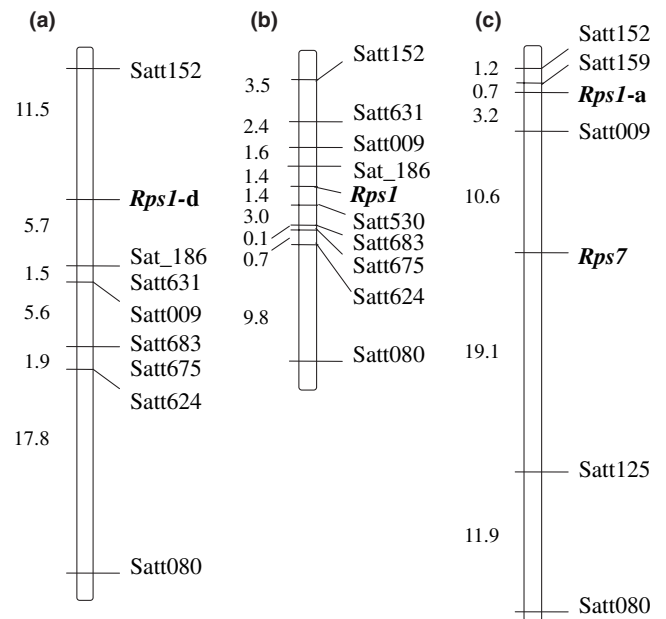 (a)
Satt152
11.5
Rps1-d
5.7
Sat_186
1.5
Satt631
5.6
Satt009
Satt683
1.9
Satt675
Satt624
17.8
Satt080
(b)
Satt152
3.5
Satt631
2.4
Satt009
1.6
Sat_186
1.4
Rps1
1.4
Satt530
3.0
Satt683
0.1
Satt675
0.7
Satt624
9.8
Satt080
(c)
Satt152
1.2
Satt159
0.7
Rps1-a
3.2
Satt009
10.6
Rps7
19.1
Satt125
11.9
Satt080